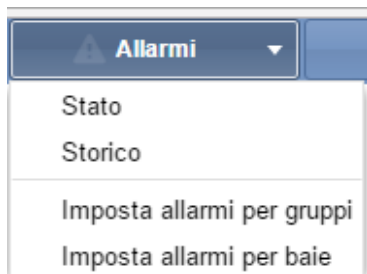 Allarmi
Stato
Storico
Imposta allarmi per gruppi
Imposta allarmi per baie